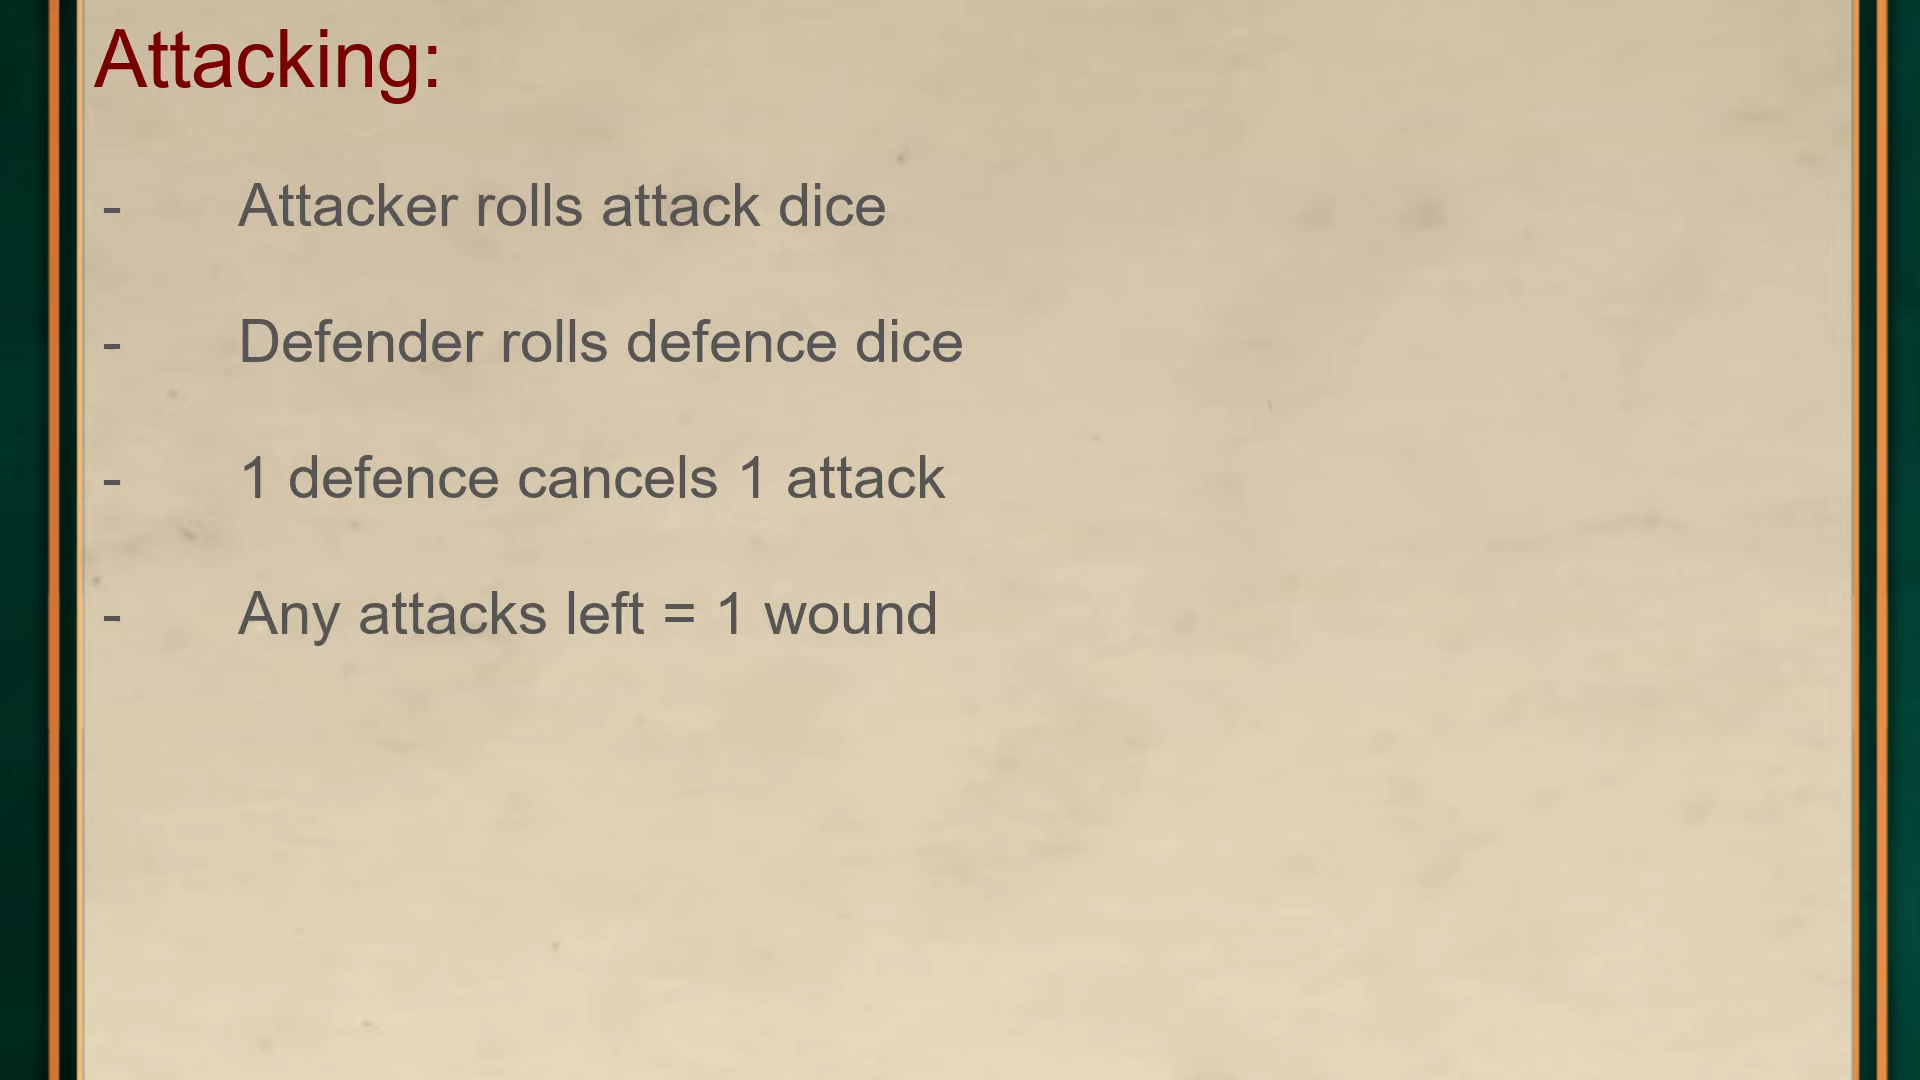 Attacking:
- Attacker rolls attack dice
- Defender rolls defence dice
- 1 defence cancels 1 attack
- Any attacks left = 1 wound